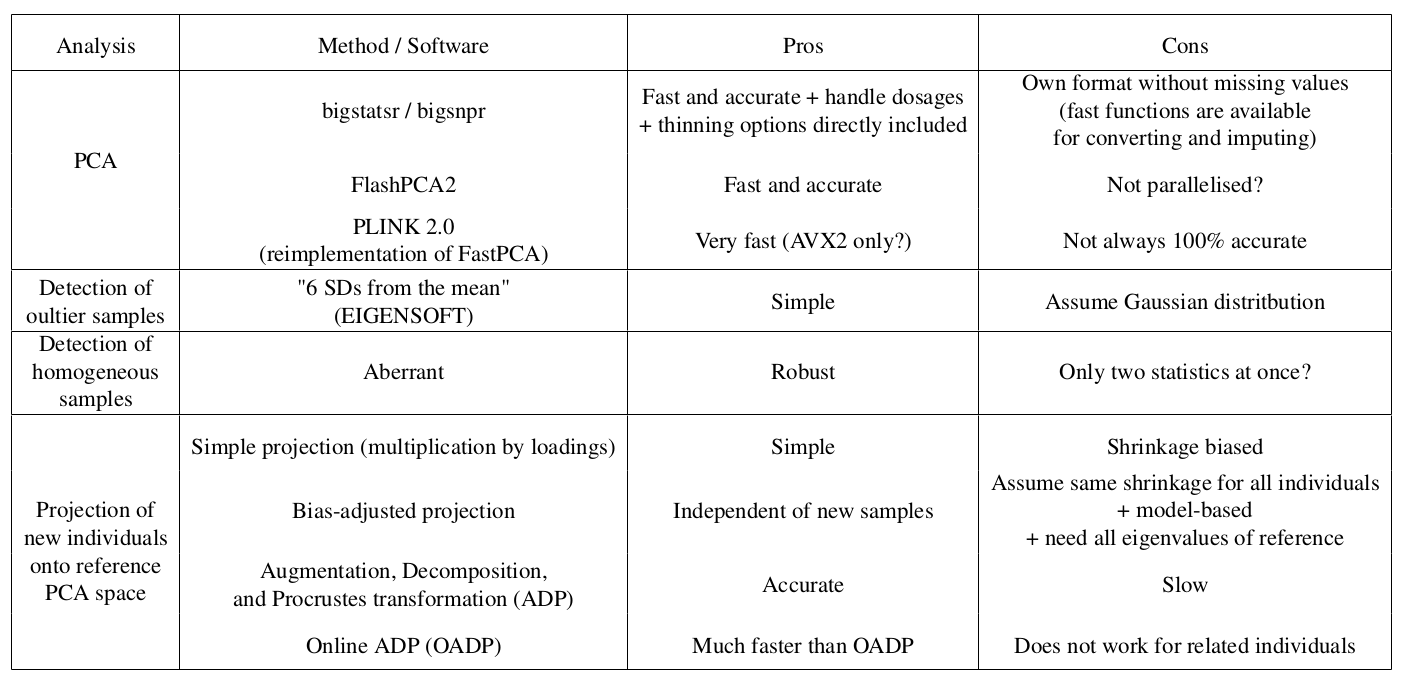 Analysis
Method / Software
Pros
Cons
PCA
bigstatsr / bigsnpr
Fast and accurate + handle dosages
+ thinning options directly included
Own format without missing values
(fast functions are available
for converting and imputing)
FlashPCA2
Fast and accurate
Not parallelised?
PLINK 2.0
(reimplementation of FastPCA)
Very fast (AVX2 only?)
Not always 100% accurate
Detection of
oultier samples
"6 SDs from the mean"
(EIGENSOFT)
Simple
Assume Gaussian distritbution
Detection of
homogeneous
samples
Aberrant
Robust
Only two statistics at once?
Projection of
new individuals
onto reference
PCA space
Simple projection (multiplication by loadings)
Simple
Shrinkage biased
Bias-adjusted projection
Independent of new samples
Assume same shrinkage for all individuals
+ model-based
+ need all eigenvalues of reference
Augmentation, Decomposition,
and Procrustes transformation (ADP)
Accurate
Slow
Online ADP (OADP)
Much faster than OADP
Does not work for related individuals